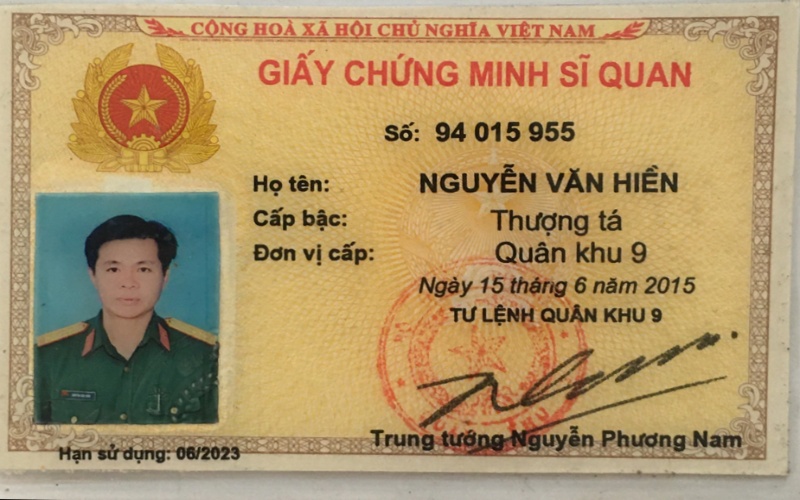 CỘNG HOÀ XÃ HỘI CHỦ NGHĨA VIỆT NAM
GIẤY CHỨNG MINH SĨ QUAN
Số: 94 015 955
Họ tên: NGUYỄN VĂN HIỀN
Cấp bậc: Thượng tá
Đơn vị cấp: Quân khu 9
Ngày 15 tháng 6 năm 2015
TƯ LỆNH QUÂN KHU 9
Trung tướng Nguyễn Phương Nam
Hạn sử dụng: 06/2023